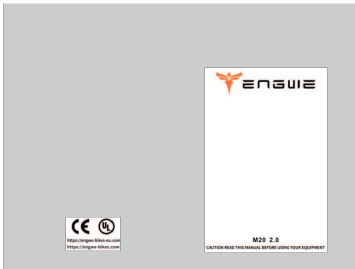 ENGWE
M20 2.0
CAUTION:READ THIS MANUAL BEFORE USING YOUR EQUIPMENT
CE UL
https://engwe-bikes-eu.com
https://engwe-bikes.com